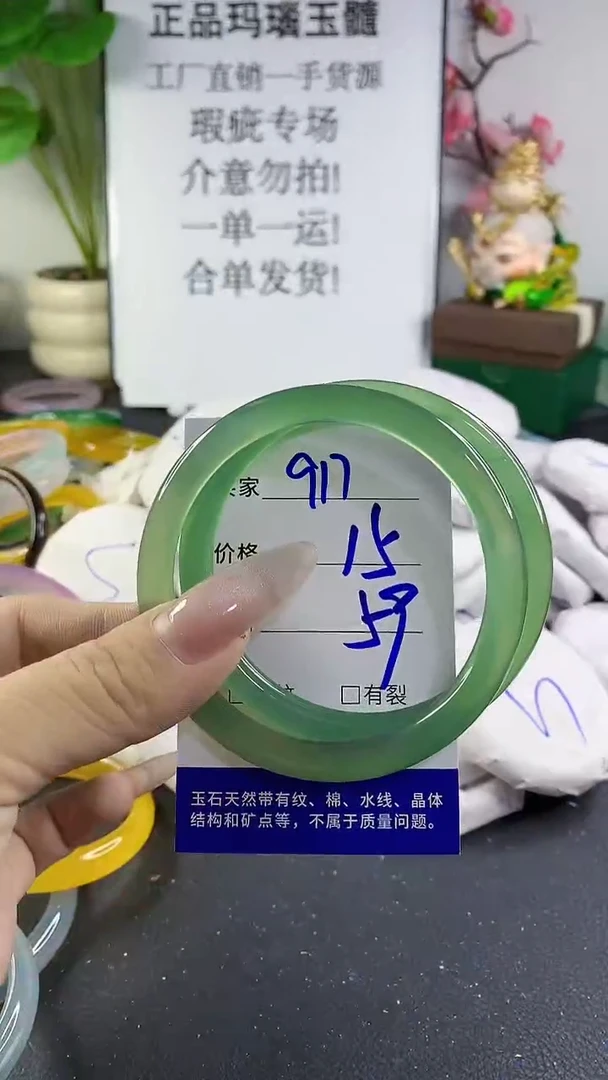 正品玛瑙玉髓
工厂直销一手货源
瑕疵专场
介意勿拍!
一单一运!
合单发货!
家 917
价格 15
59
□有裂
玉石天然带有纹、棉、水线、晶体
结构和矿点等，不属于质量问题。
5